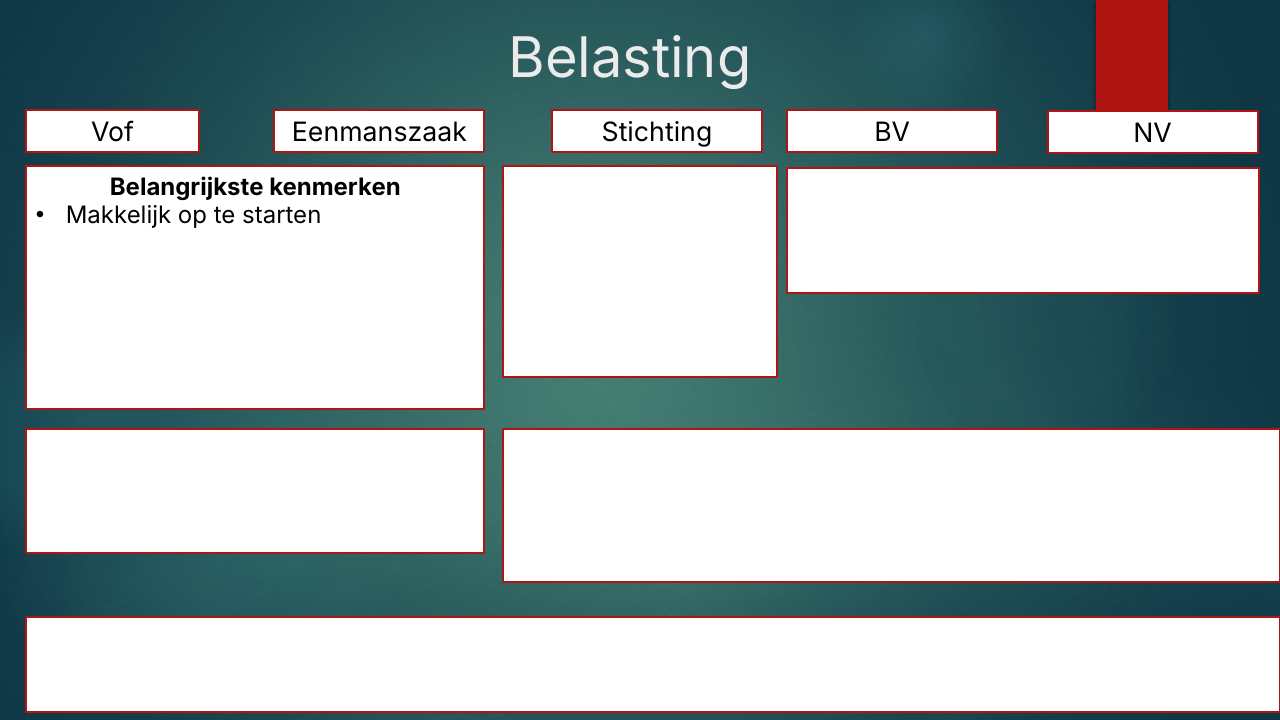 Belasting
Vof
Eenmanszaak
Stichting
BV
NV
Belangrijkste kenmerken
• Makkelijk op te starten